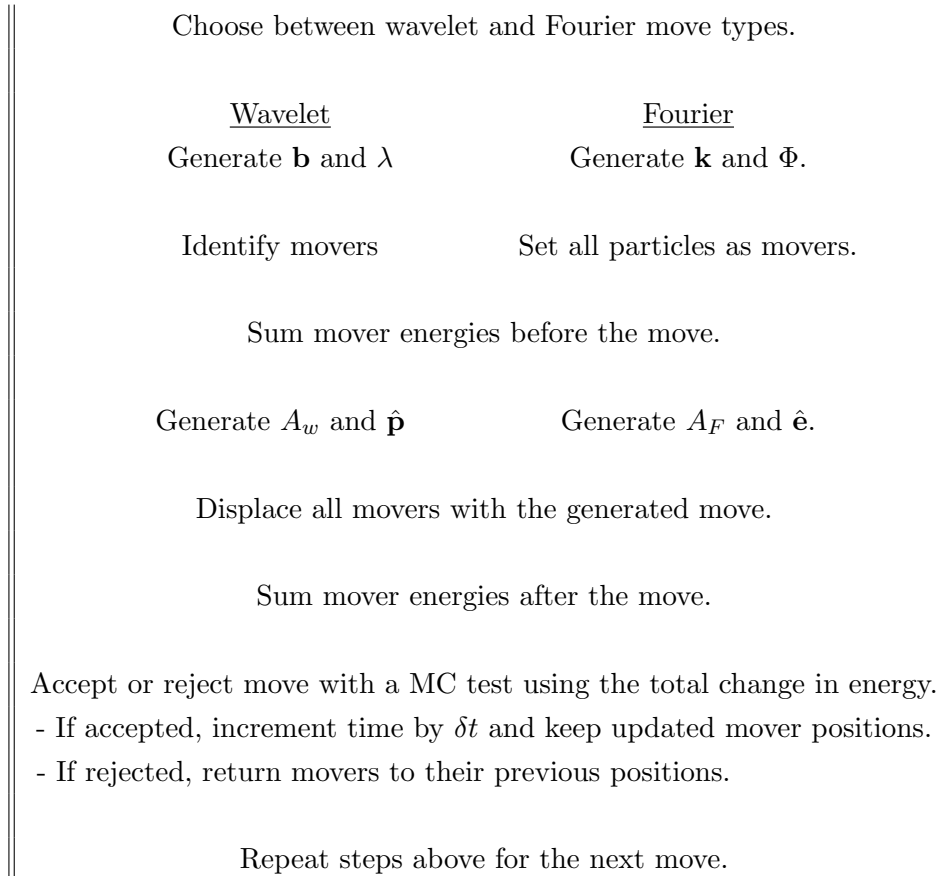 Choose between wavelet and Fourier move types.
Wavelet Fourier
Generate b and λ Generate k and Φ.
Identify movers Set all particles as movers.
Sum mover energies before the move.
Generate A_w and p̂ Generate A_F and ê.
Displace all movers with the generated move.
Sum mover energies after the move.
Accept or reject move with a MC test using the total change in energy.
- If accepted, increment time by δt and keep updated mover positions.
- If rejected, return movers to their previous positions.
Repeat steps above for the next move.